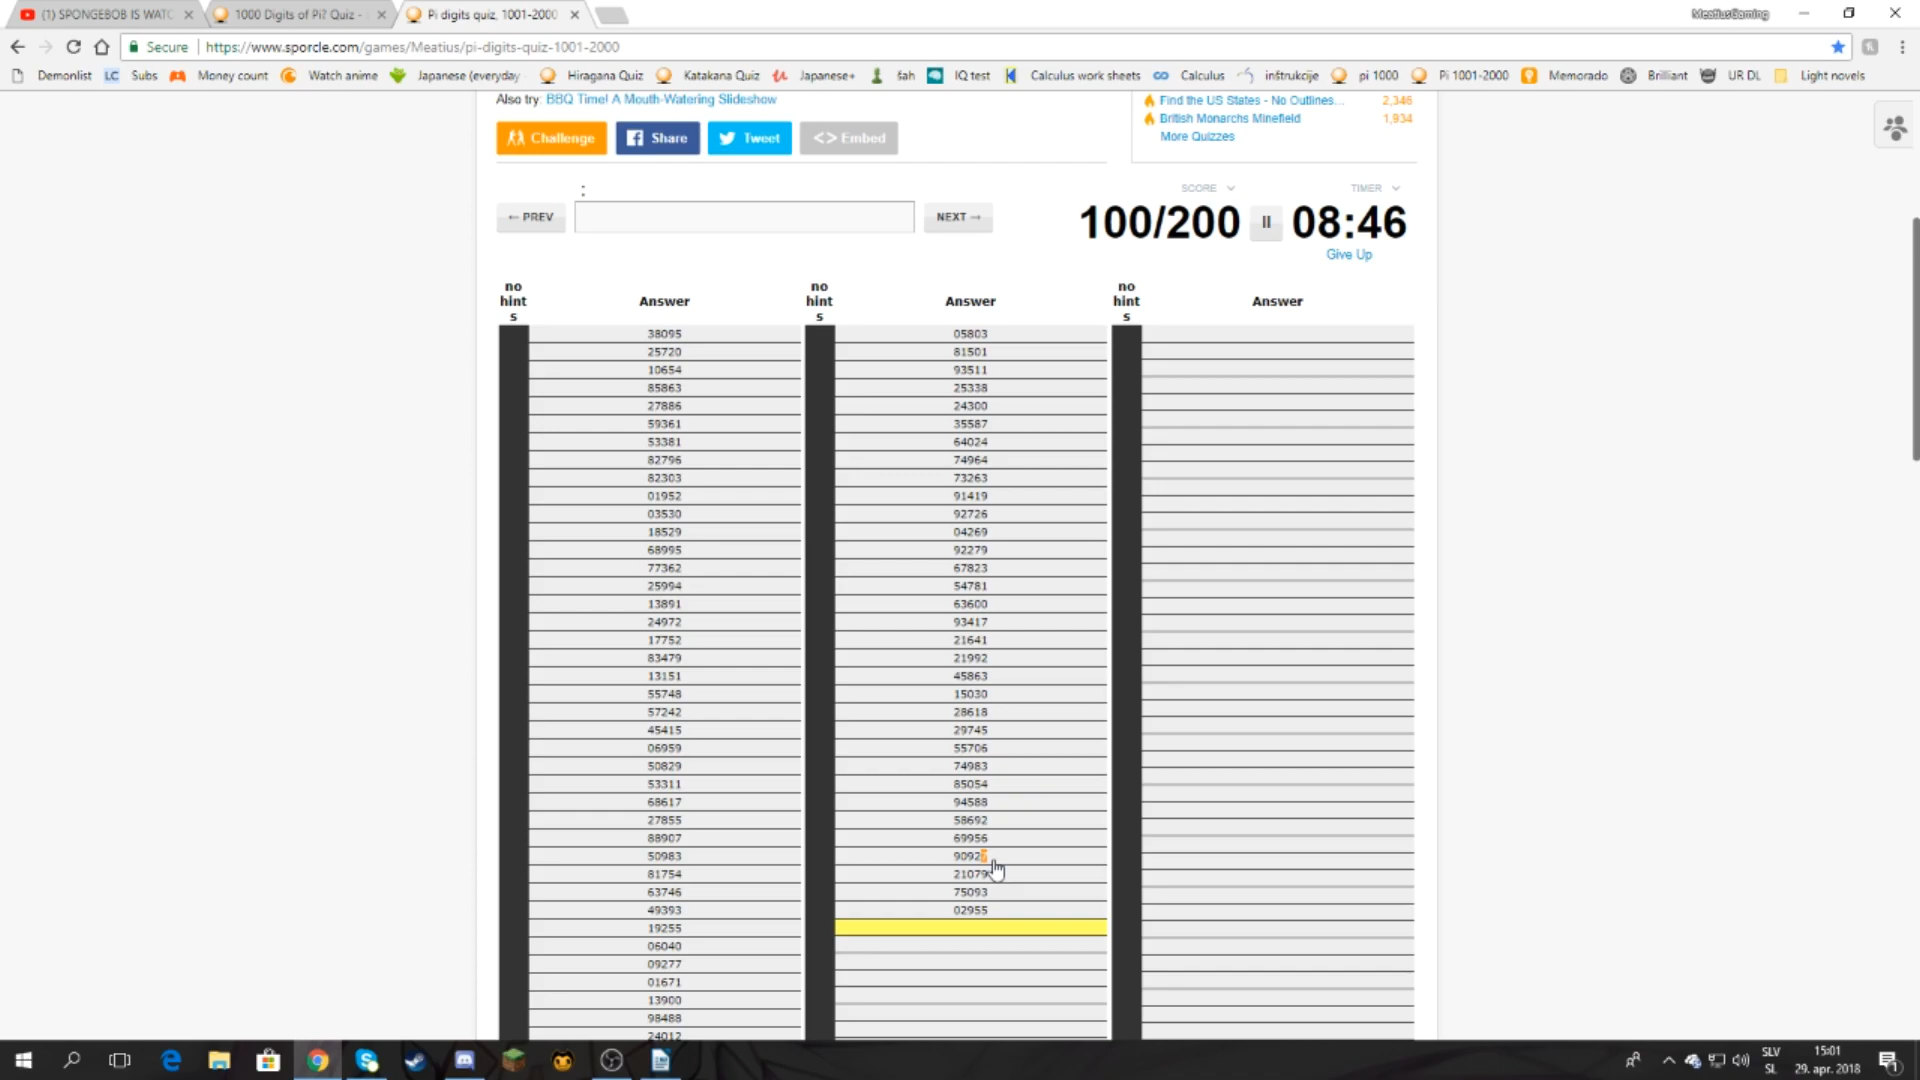 (1) SPONGEBOB IS WATC
1000 Digits of Pi? Quiz -
Pi digits quiz, 1001-2000
MeatiusGaming
Secure
https://www.sporcle.com/games/Meatius/pi-digits-quiz-1001-2000
Demonlist LC Subs Money count Watch anime Japanese (everyday Hiragana Quiz Katakana Quiz Japanese+ šah IQ test Calculus work sheets Calculus inštrukcije pi 1000 Pi 1001-2000 Memorado Brilliant UR DL Light novels
Also try: BBQ Time! A Mouth-Watering Slideshow
Find the US States - No Outlines... 2,346
British Monarchs Minefield 1,934
More Quizzes
Challenge Share Tweet <> Embed
:
← PREV
NEXT →
SCORE
100/200
TIMER
08:46
Give Up
no hints Answer no hints Answer no hints Answer
38095 05803
25720 81501
10654 93511
85863 25338
27886 24300
59361 35587
53381 64024
82796 74964
82303 73263
01952 91419
03530 92726
18529 04269
68995 92279
77362 67823
25994 54781
13891 63600
24972 93417
17752 21641
83479 21992
13151 45863
55748 15030
57242 28618
45415 29745
06959 55706
50829 74983
53311 85054
68617 94588
27855 58692
88907 69956
50983 90927
81754 21079
63746 75093
49393 02955
19255
06040
09277
01671
13900
98488
24012
SLV
SL
15:01
29. apr. 2018
1